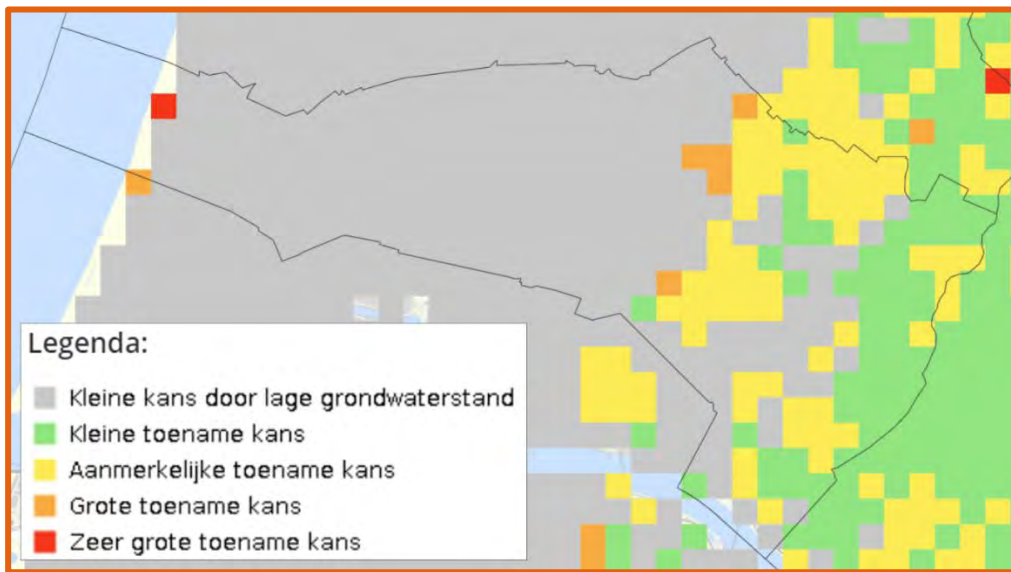 Legenda:
Kleine kans door lage grondwaterstand
Kleine toename kans
Aanmerkelijke toename kans
Grote toename kans
Zeer grote toename kans